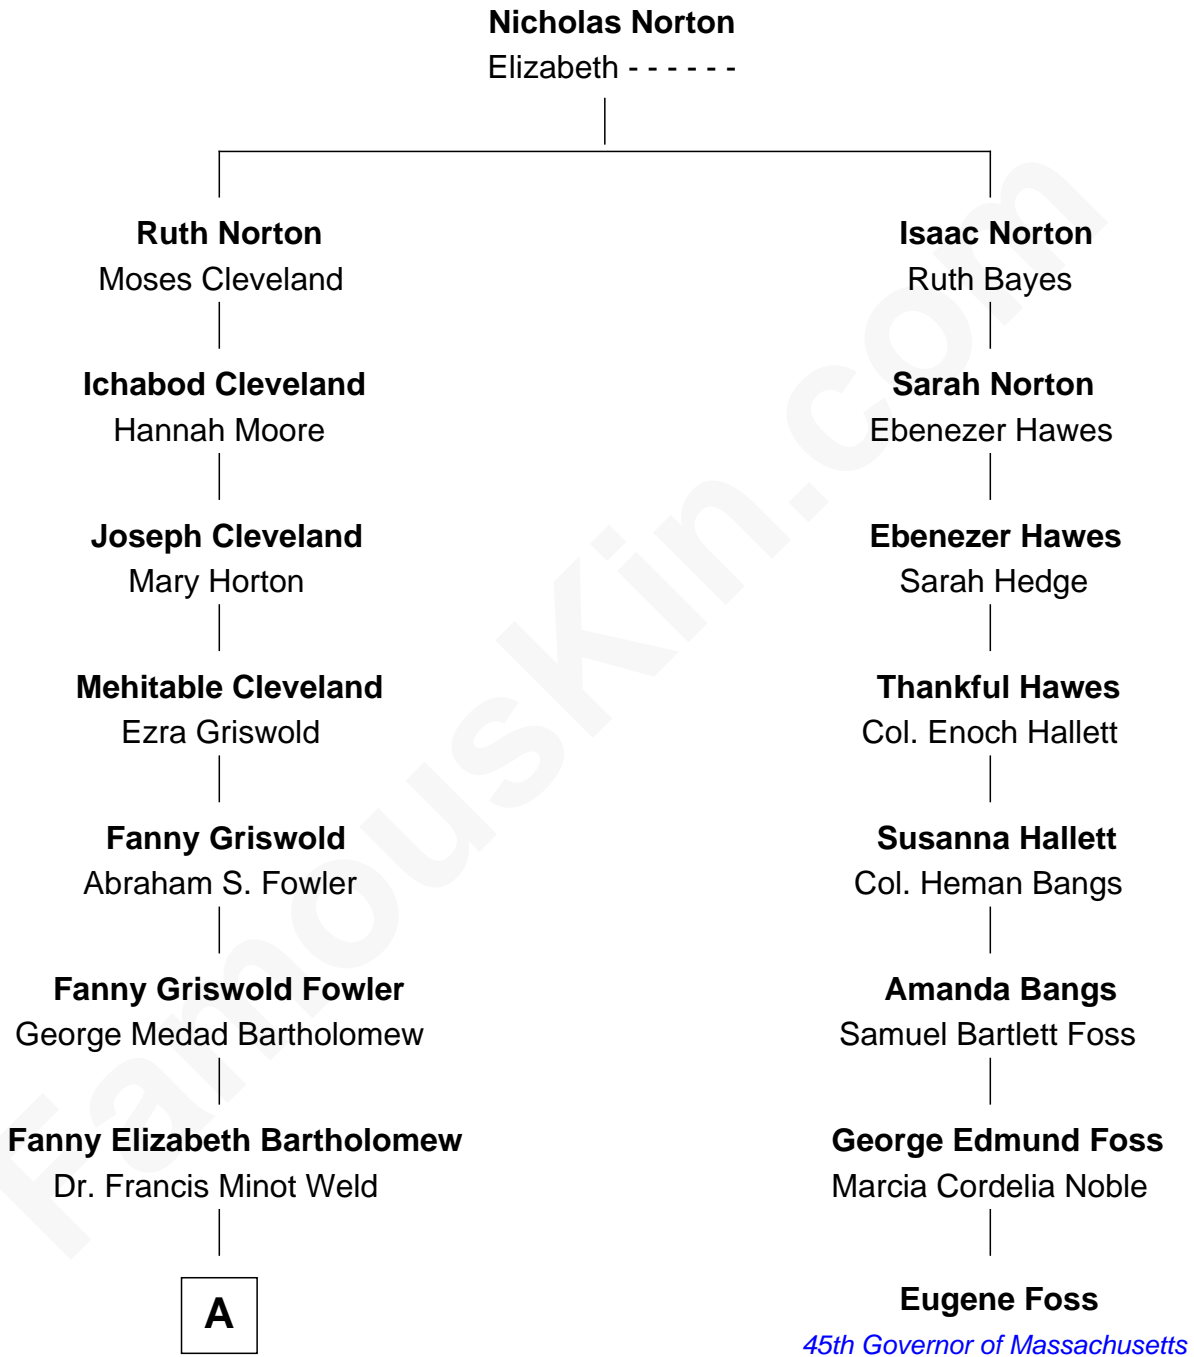 Nicholas Norton
Elizabeth - - - - - -
Ruth Norton
Moses Cleveland
Ichabod Cleveland
Hannah Moore
Joseph Cleveland
Mary Horton
Mehitable Cleveland
Ezra Griswold
Fanny Griswold
Abraham S. Fowler
Fanny Griswold Fowler
George Medad Bartholomew
Fanny Elizabeth Bartholomew
Dr. Francis Minot Weld
A
Isaac Norton
Ruth Bayes
Sarah Norton
Ebenezer Hawes
Ebenezer Hawes
Sarah Hedge
Thankful Hawes
Col. Enoch Hallett
Susanna Hallett
Col. Heman Bangs
Amanda Bangs
Samuel Bartlett Foss
George Edmund Foss
Marcia Cordelia Noble
Eugene Foss
45th Governor of Massachusetts
FamousKin.com